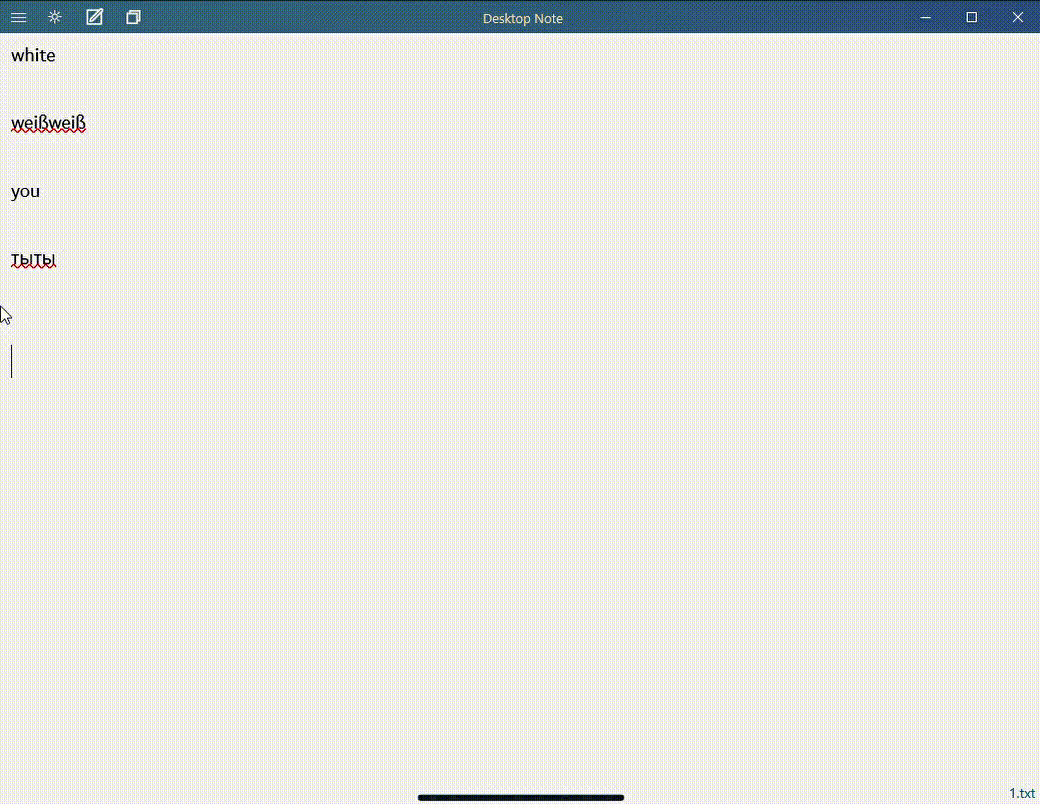 Desktop Note
white
weißweiß
you
тыты
1.txt